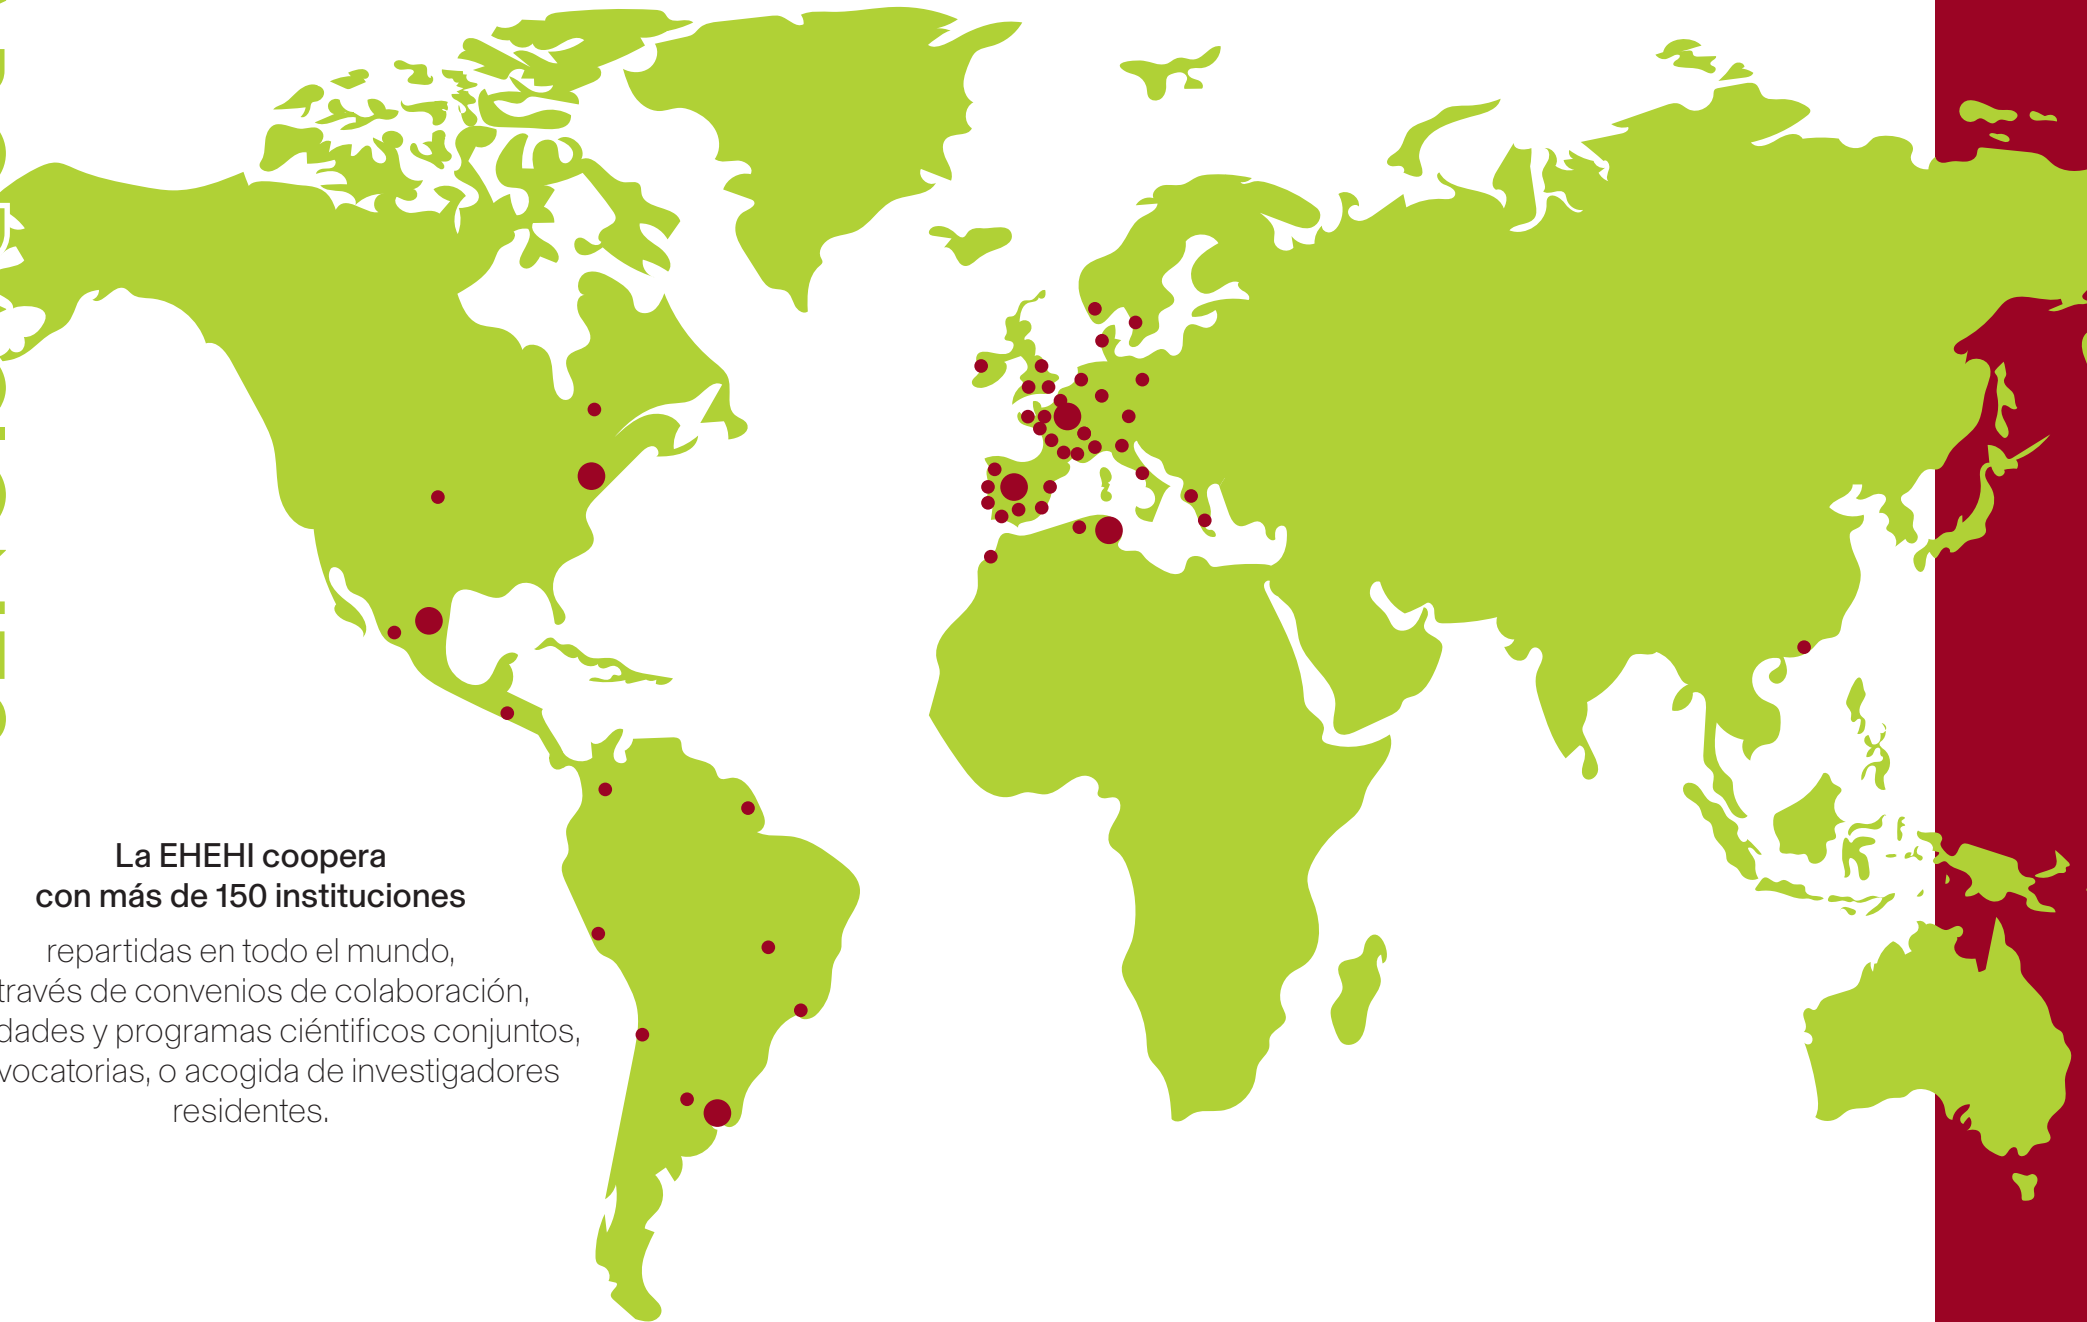 La EHEHI coopera
con más de 150 instituciones
repartidas en todo el mundo,
través de convenios de colaboración,
dades y programas ciéntificos conjuntos,
vocatorias, o acogida de investigadores
residentes.